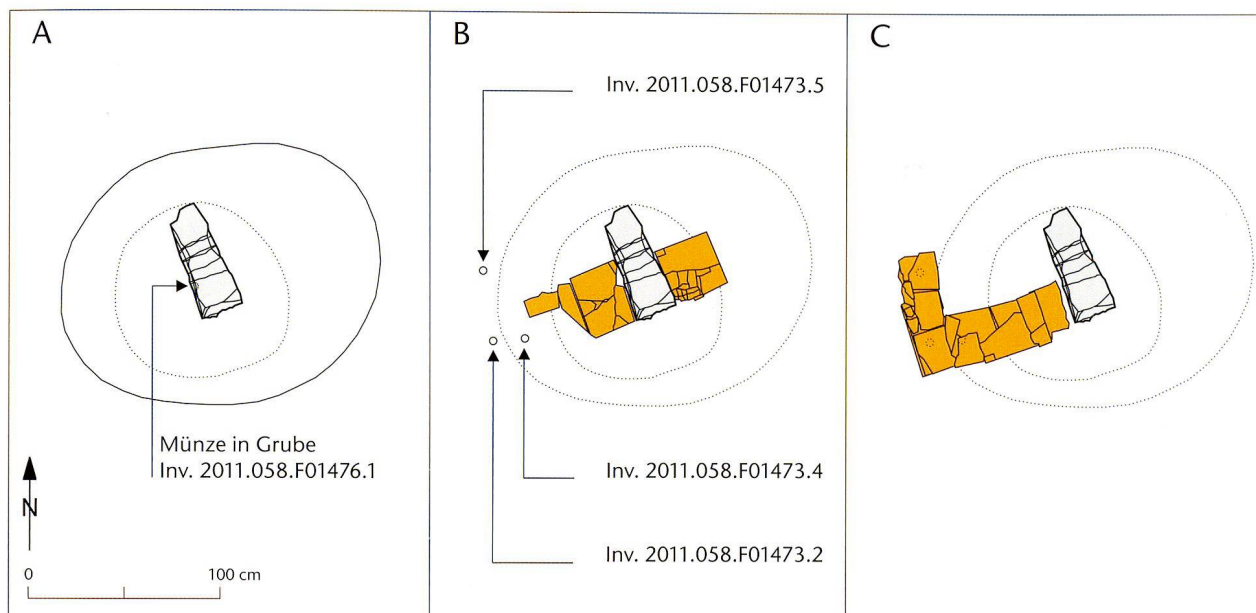 A
Münze in Grube
Inv. 2011.058.F01476.1
N
0
100 cm
B
Inv. 2011.058.F01473.5
Inv. 2011.058.F01473.4
Inv. 2011.058.F01473.2
C